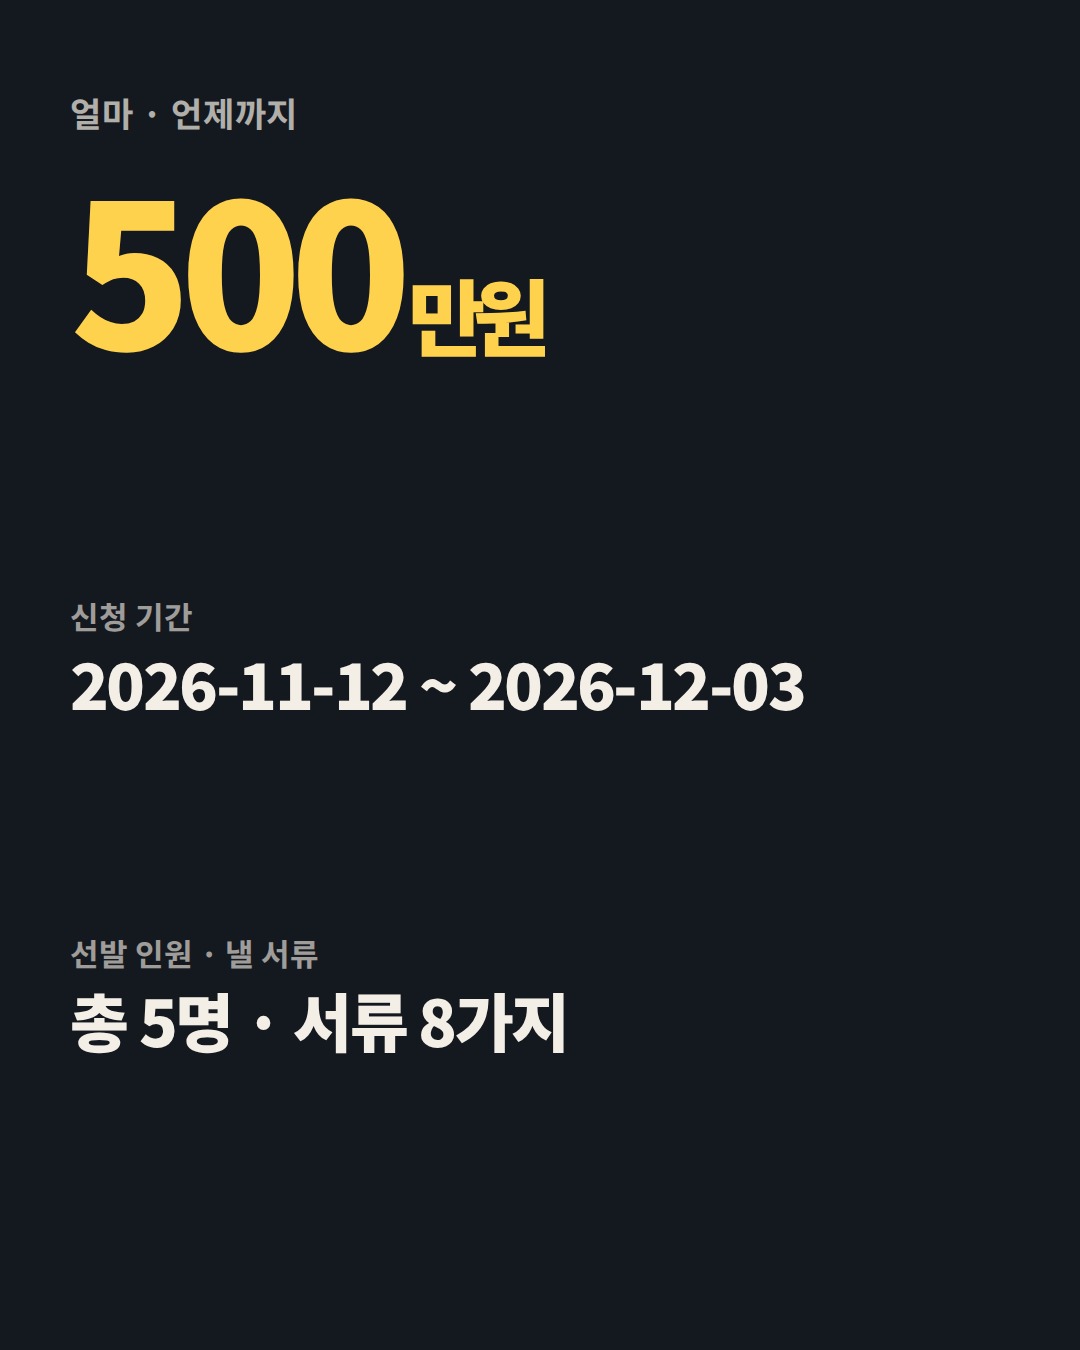 얼마 · 언제까지
500만원
신청 기간
2026-11-12 ~ 2026-12-03
선발 인원 · 낼 서류
총 5명 · 서류 8가지